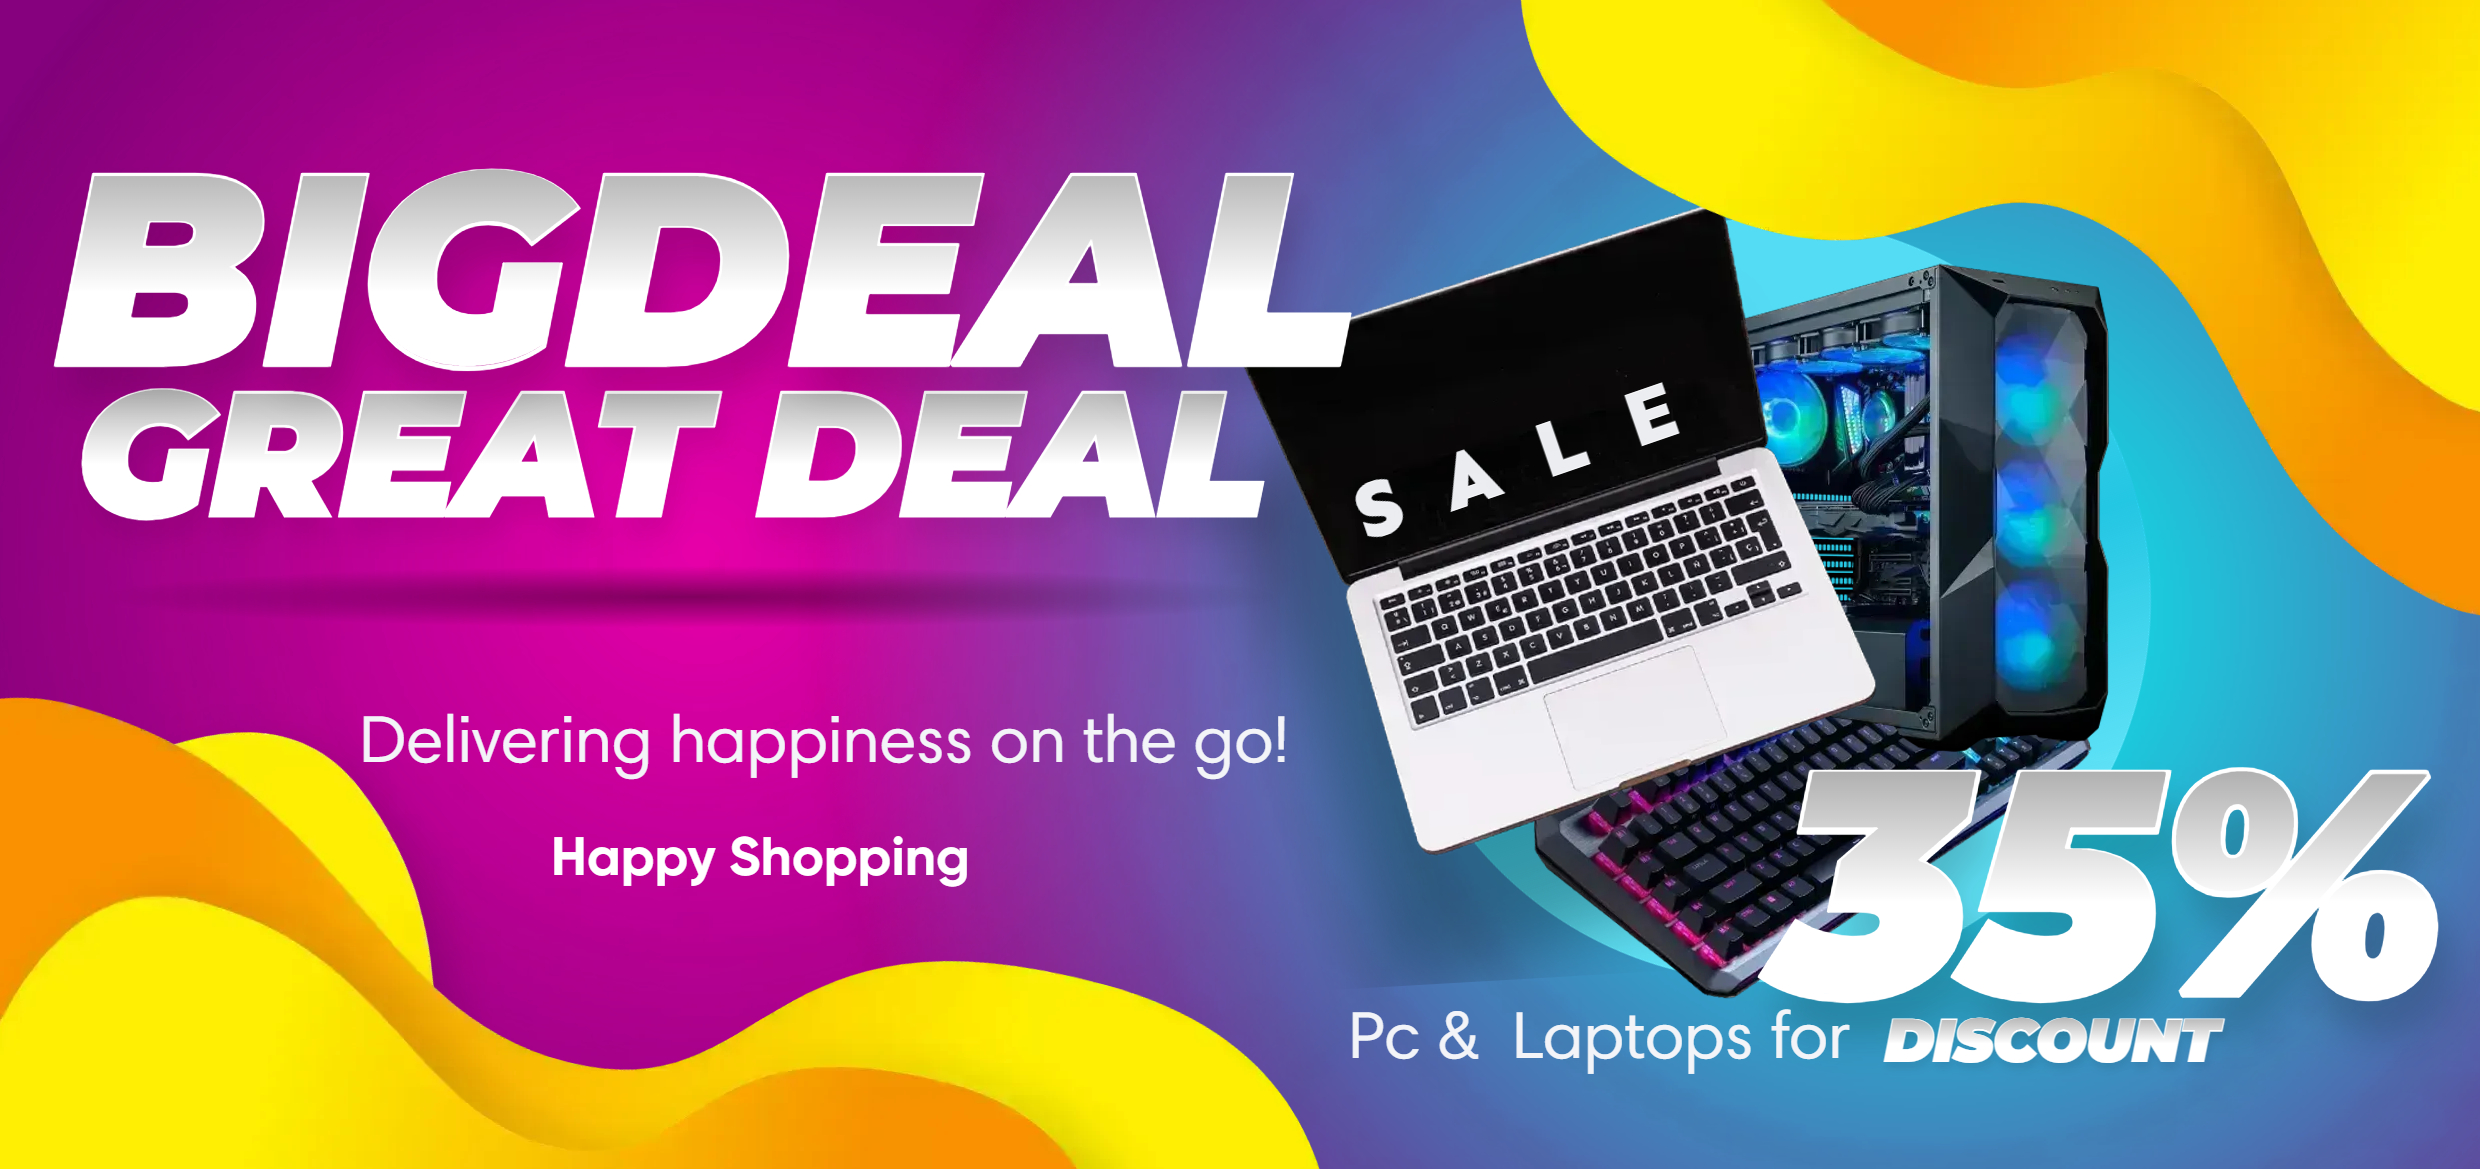 BIGDEAL
GREAT DEAL
SALE
Delivering happiness on the go!
Happy Shopping
35%
Pc & Laptops for DISCOUNT